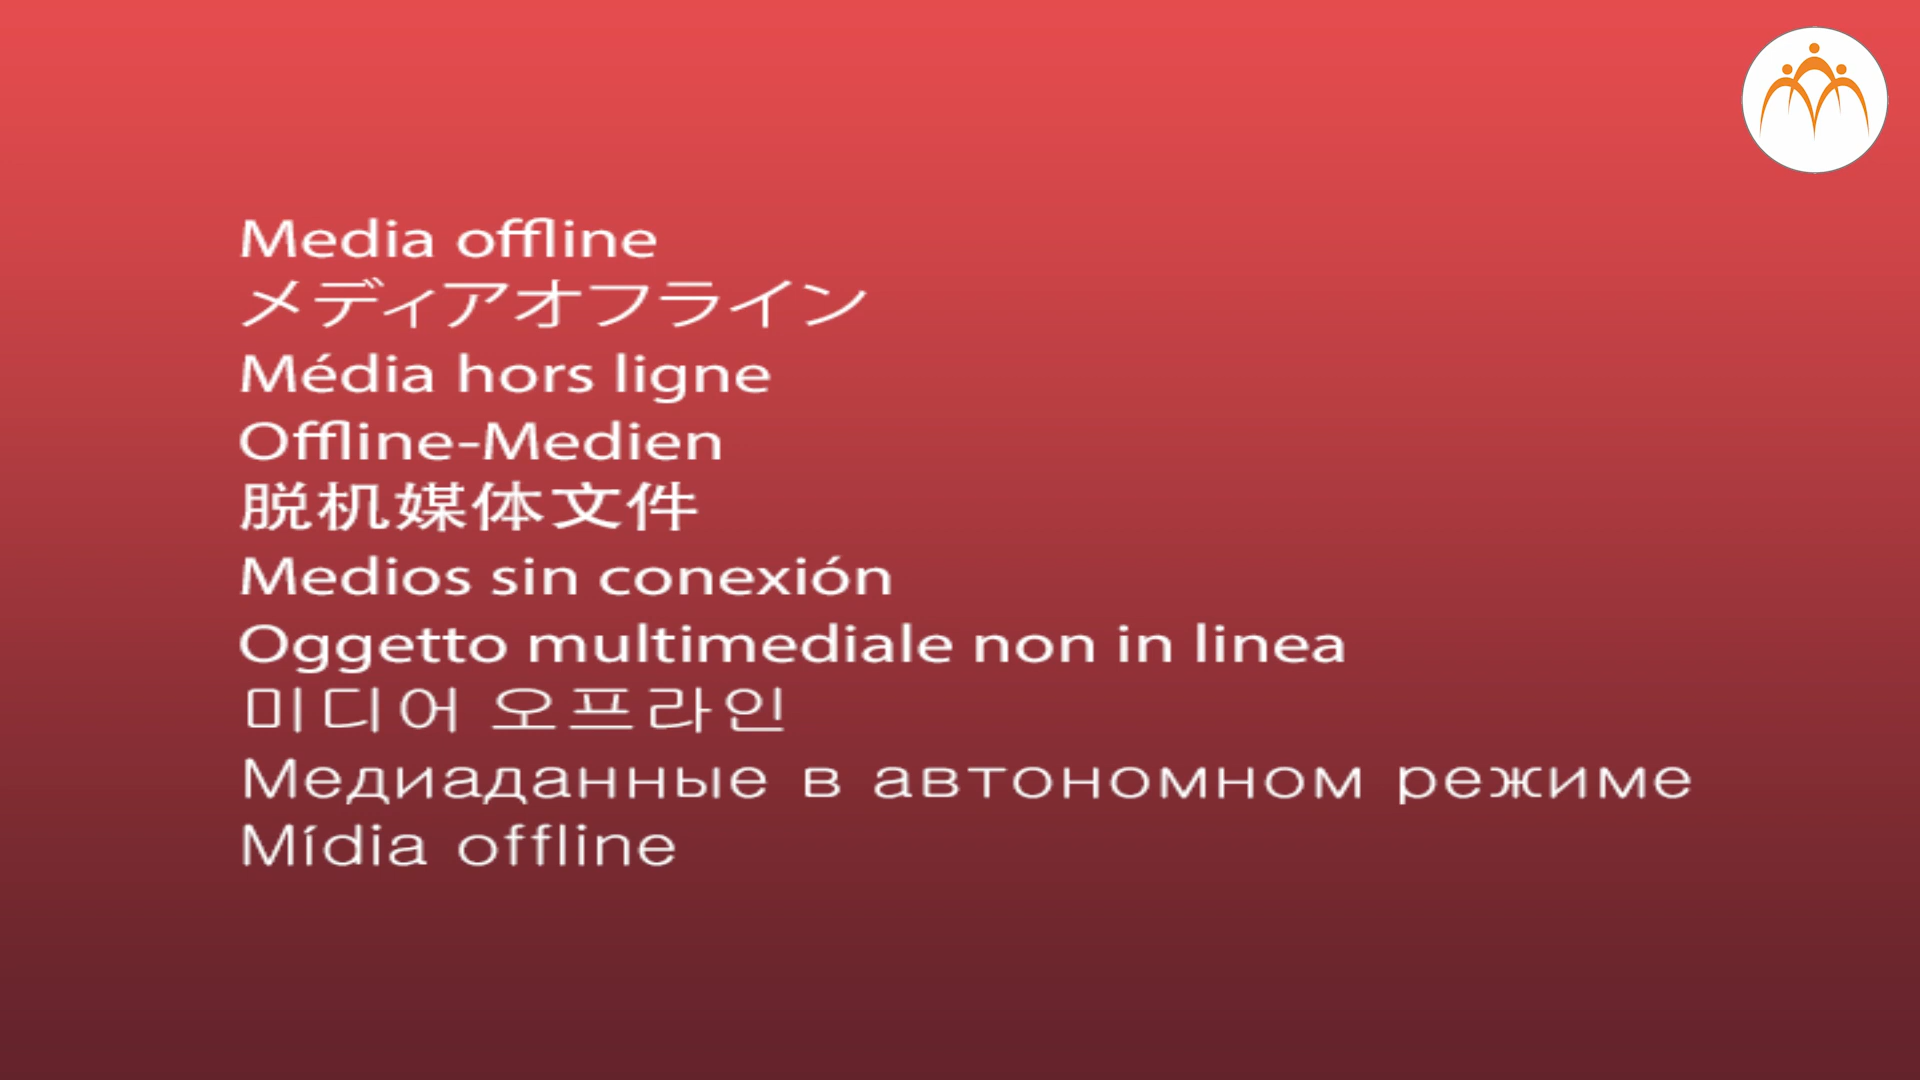 Media offline
メディアオフライン
Média hors ligne
Offline-Medien
脱机媒体文件
Medios sin conexión
Oggetto multimediale non in linea
미디어 오프라인
Медиаданные в автономном режиме
Mídia offline